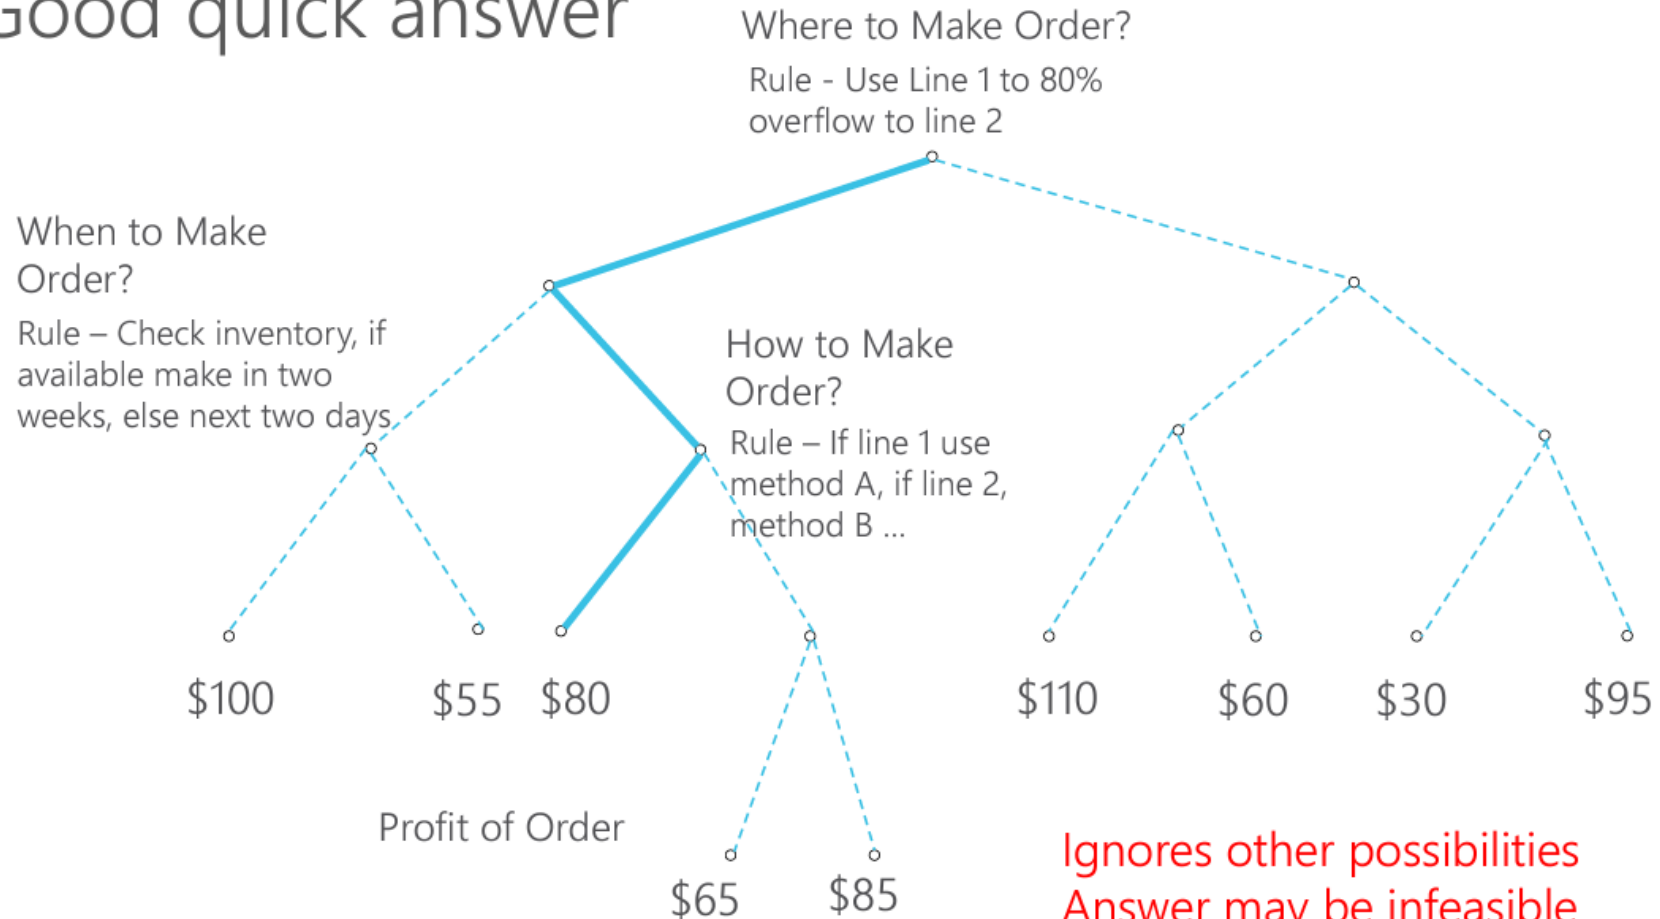 Good quick answer
Where to Make Order?
Rule - Use Line 1 to 80%
overflow to line 2
When to Make
Order?
Rule – Check inventory, if
available make in two
weeks, else next two days
How to Make
Order?
Rule – If line 1 use
method A, if line 2,
method B ...
$100
$55
$80
$110
$60
$30
$95
Profit of Order
$65
$85
Ignores other possibilities
Answer may be infeasible